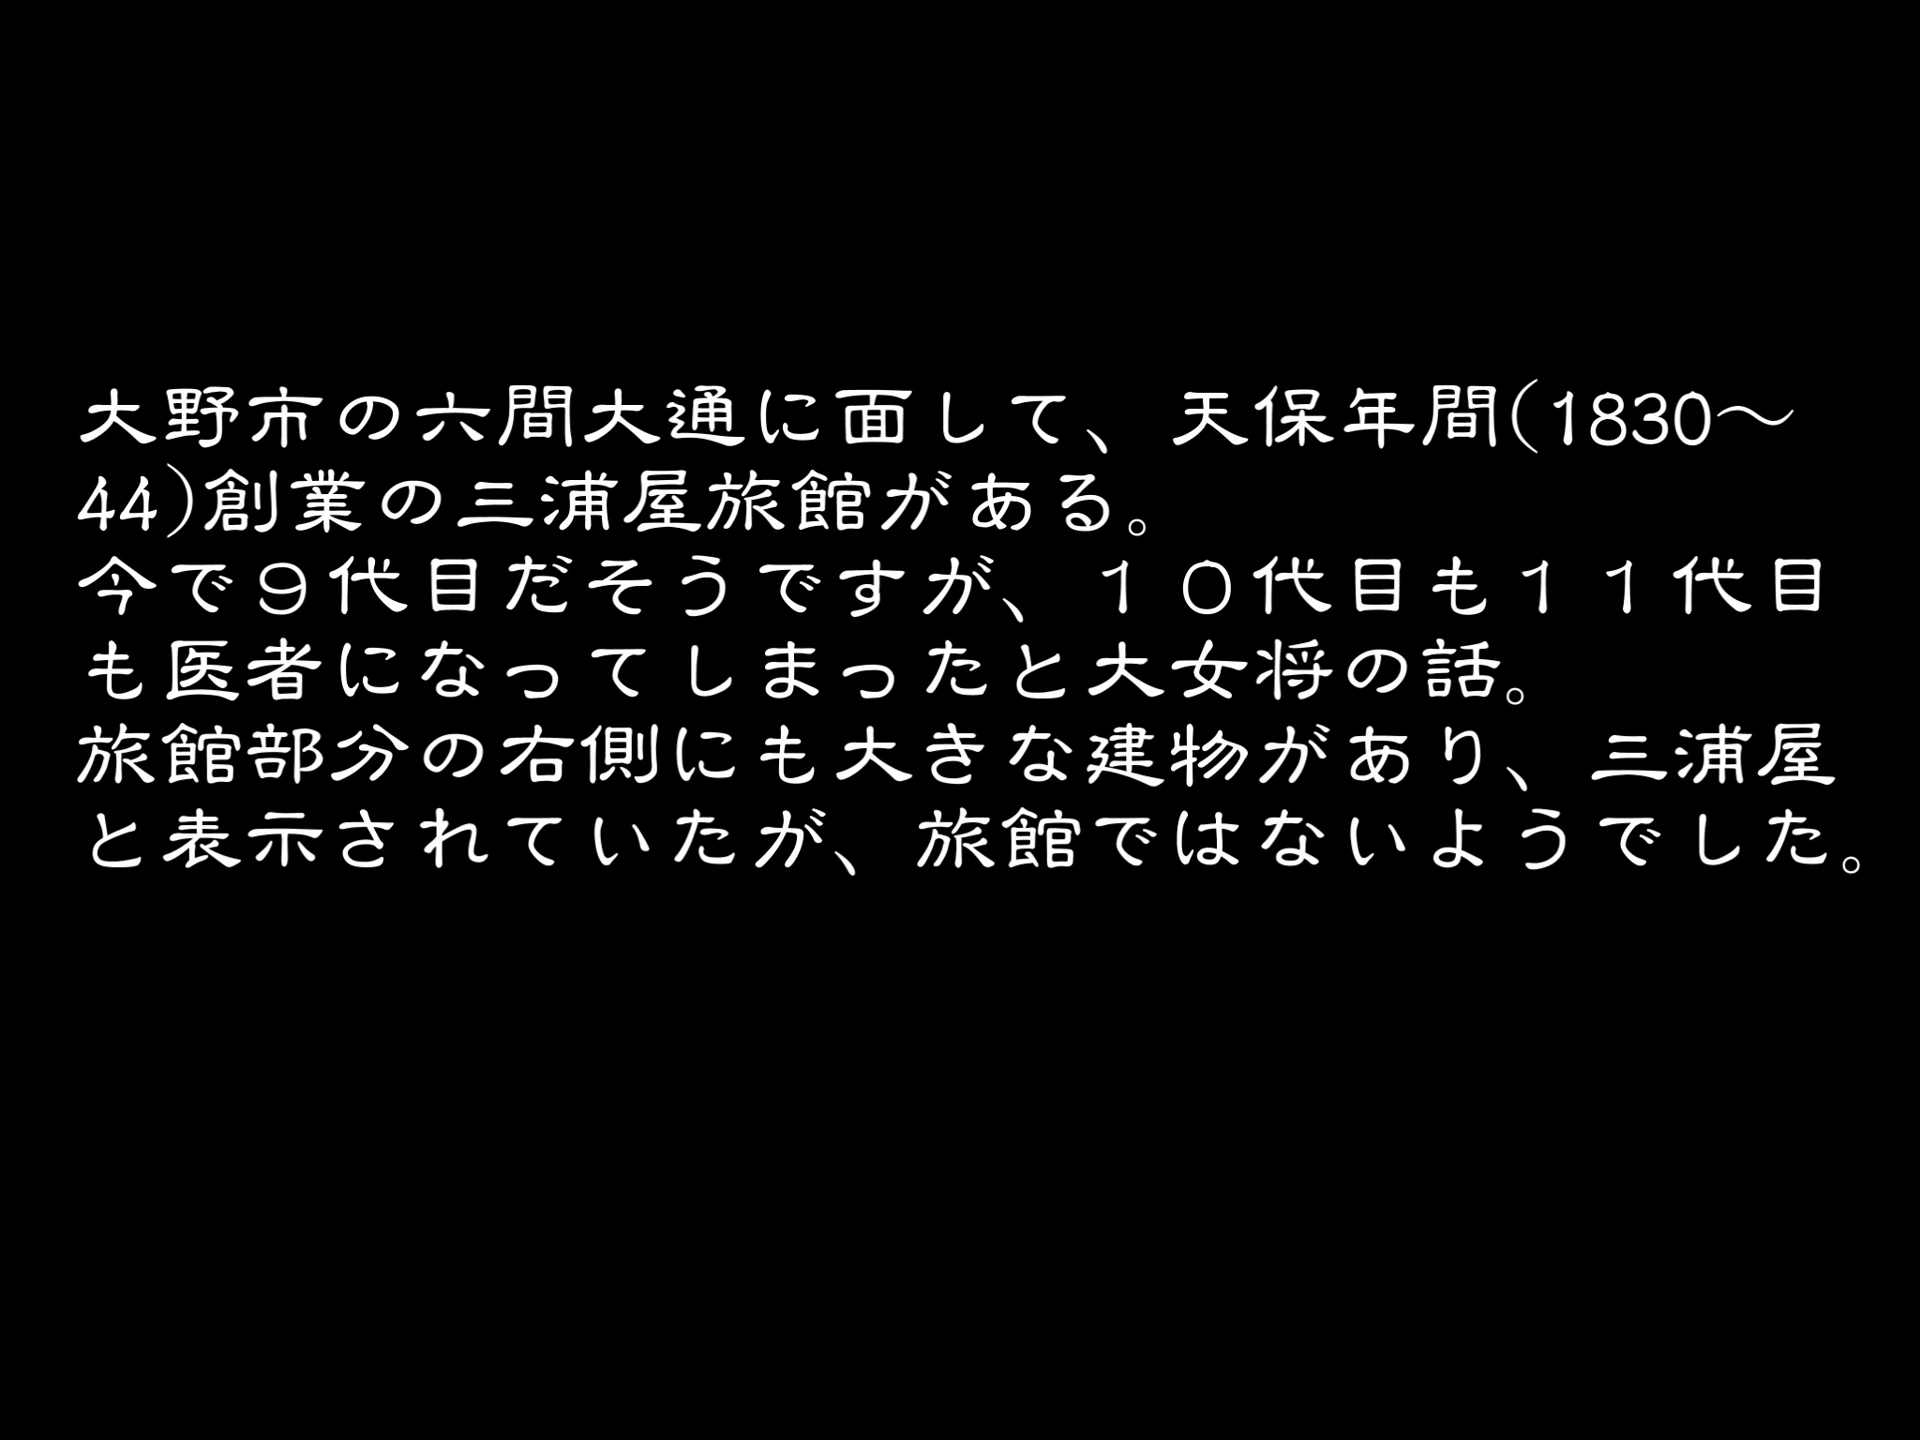 大野市の六間大通に面して、天保年間(1830～
44)創業の三浦屋旅館がある。
今で９代目だそうですが、１０代目も１１代目
も医者になってしまったと大女将の話。
旅館部分の右側にも大きな建物があり、三浦屋
と表示されていたが、旅館ではないようでした。